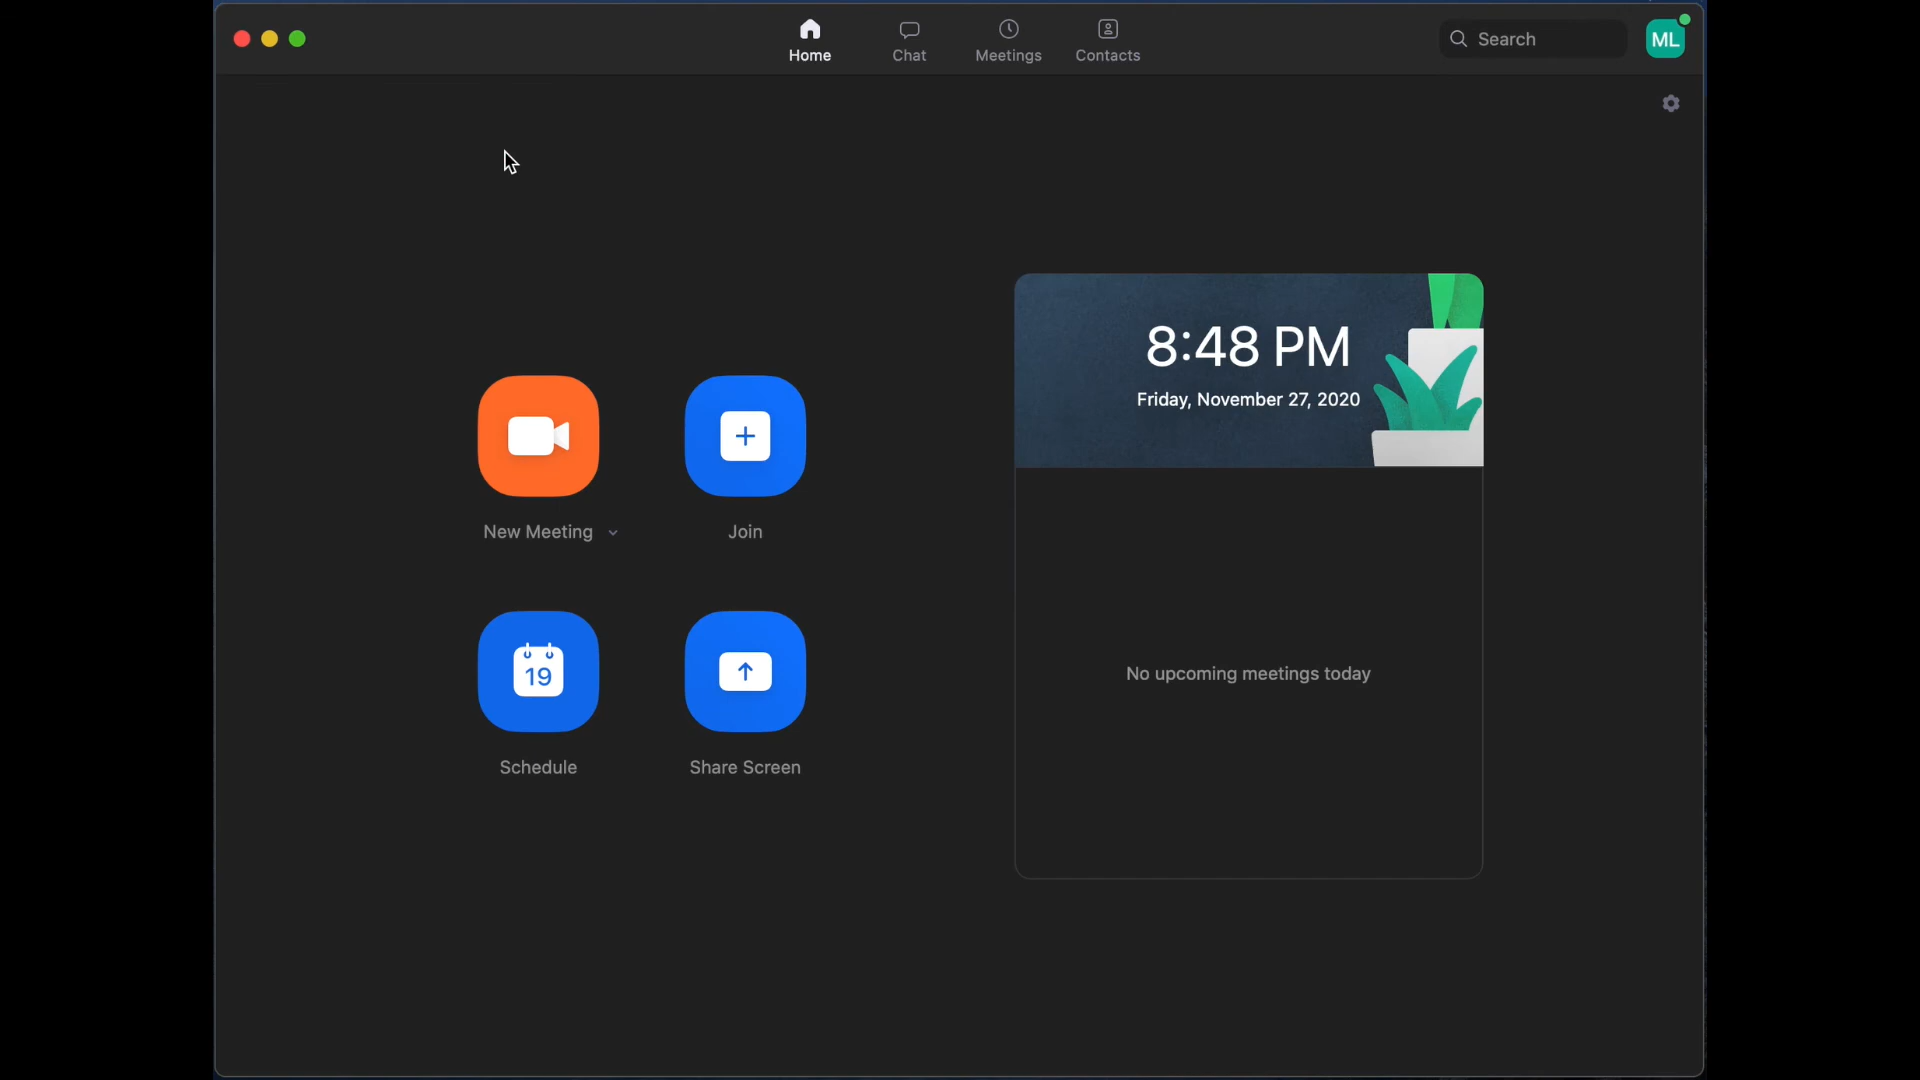 Home
Chat
Meetings
Contacts
Search
ML
8:48 PM
Friday, November 27, 2020
New Meeting
Join
19
Schedule
Share Screen
No upcoming meetings today